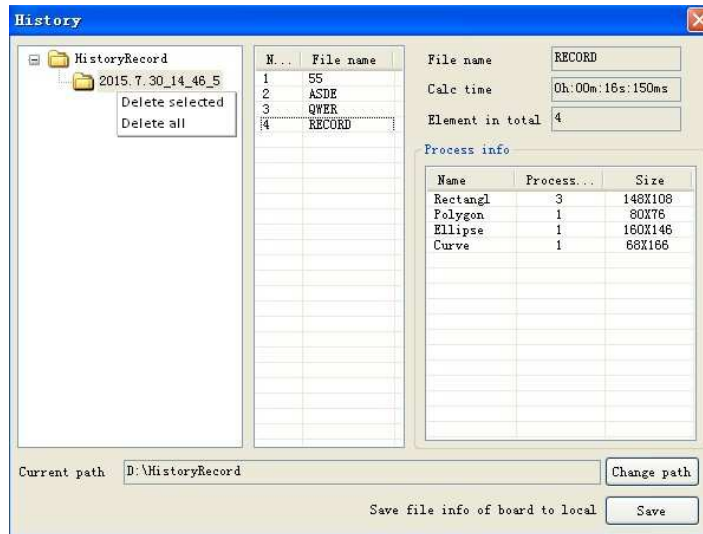 History
HistoryRecord
2015.7.30_14_46_5
Delete selected
Delete all
N... File name
1 55
2 ASDE
3 QWER
4 RECORD
File name RECORD
Calc time 0h:00m:16s:150ms
Element in total 4
Process info
Name Process... Size
Rectangl 3 148X108
Polygon 1 80X76
Ellipse 1 160X146
Curve 1 68X166
Current path D:\HistoryRecord Change path
Save file info of board to local Save